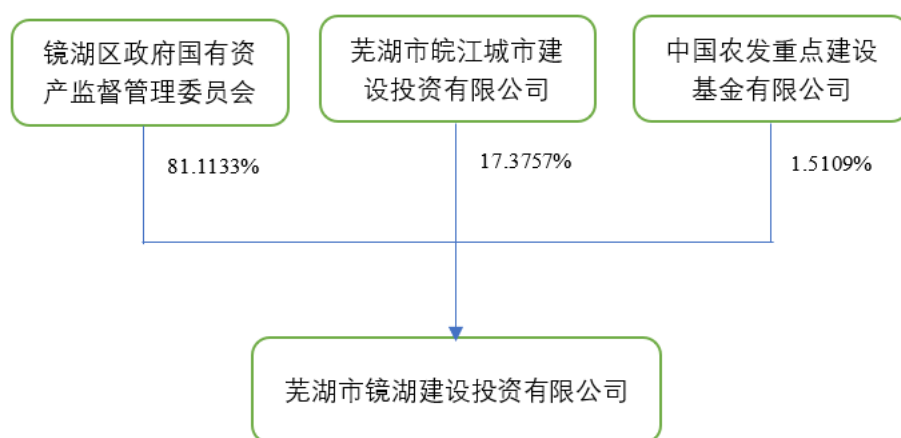 镜湖区政府国有资
产监督管理委员会
芜湖市皖江城市建
设投资有限公司
中国农发重点建设
基金有限公司
81.1133%
17.3757%
1.5109%
芜湖市镜湖建设投资有限公司